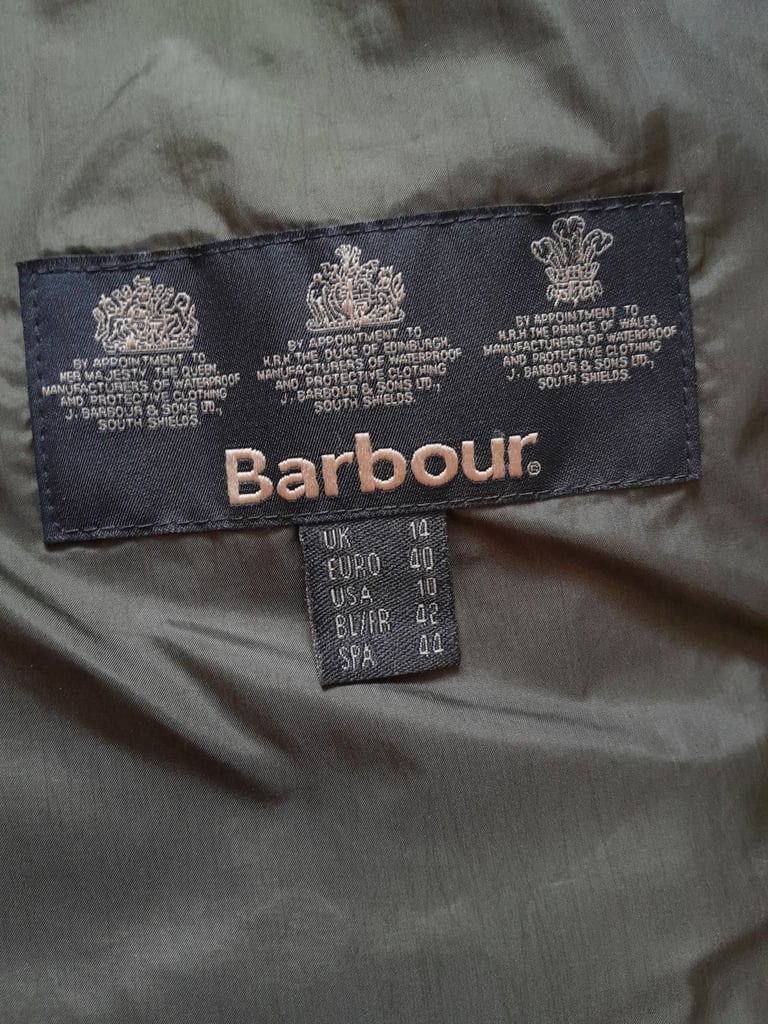 BY APPOINTMENT TO
HER MAJESTY THE QUEEN
MANUFACTURERS OF WATERPROOF
AND PROTECTIVE CLOTHING
J. BARBOUR & SONS LTD.,
SOUTH SHIELDS.
BY APPOINTMENT TO
H.R.H. THE DUKE OF EDINBURGH
MANUFACTURERS OF WATERPROOF
AND PROTECTIVE CLOTHING
J. BARBOUR & SONS LTD.,
SOUTH SHIELDS.
BY APPOINTMENT TO
H.R.H THE PRINCE OF WALES
MANUFACTURERS OF WATERPROOF
AND PROTECTIVE CLOTHING
J. BARBOUR & SONS LTD.,
SOUTH SHIELDS.
Barbour®
UK 14
EURO 40
USA 10
BL/FR 42
SPA 44